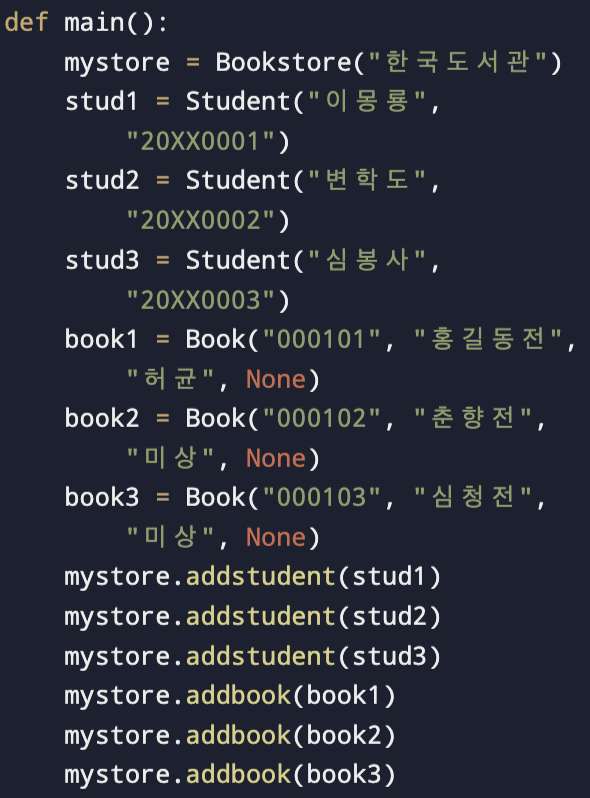 def main():
    mystore = Bookstore("한국도서관")
    stud1 = Student("이몽룡",
        "20XX0001")
    stud2 = Student("변학도",
        "20XX0002")
    stud3 = Student("심봉사",
        "20XX0003")
    book1 = Book("000101", "홍길동전",
        "허균", None)
    book2 = Book("000102", "춘향전",
        "미상", None)
    book3 = Book("000103", "심청전",
        "미상", None)
    mystore.addstudent(stud1)
    mystore.addstudent(stud2)
    mystore.addstudent(stud3)
    mystore.addbook(book1)
    mystore.addbook(book2)
    mystore.addbook(book3)